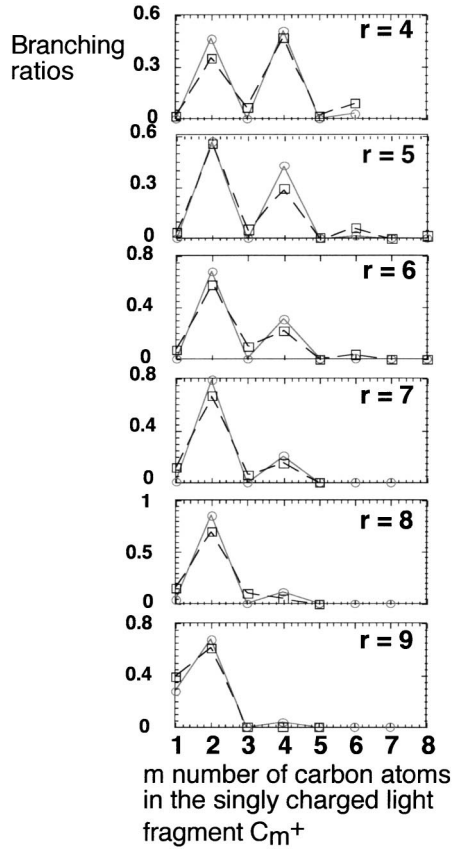 Branching
ratios
0.6
0.3
0
r = 4
0.6
0.3
0
r = 5
0.8
0.4
0
r = 6
0.8
0.4
0
r = 7
1
0.5
0
r = 8
0.8
0.4
0
r = 9
1 2 3 4 5 6 7 8
m number of carbon atoms
in the singly charged light
fragment Cm+